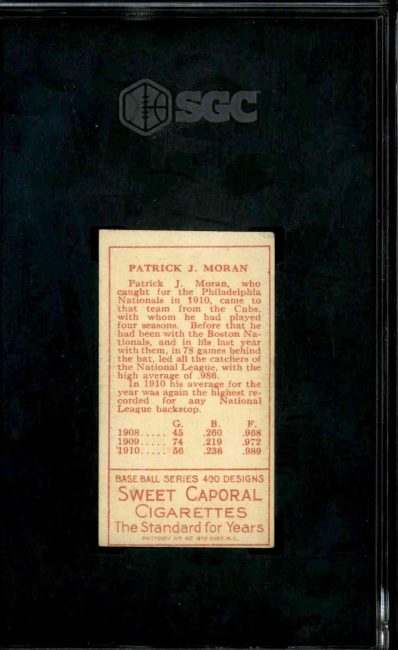 SGC
PATRICK J. MORAN
Patrick J. Moran, who
caught for the Philadelphia
Nationals in 1910, came to
that team from the Cubs,
with whom he had played
four seasons. Before that he
had been with the Boston Na-
tionals, and in his last year
with them, in 78 games behind
the bat, led all the catchers of
the National League, with the
high average of .986.
In 1910 his average for the
year was again the highest re-
corded for any National
League backstop.
G. B. F.
1908..... 45 .260 .968
1909..... 74 .219 .972
1910..... 56 .236 .989
BASE BALL SERIES 400 DESIGNS
SWEET CAPORAL
CIGARETTES
The Standard for Years
FACTORY Nº 42 4TH DIST. N.C.